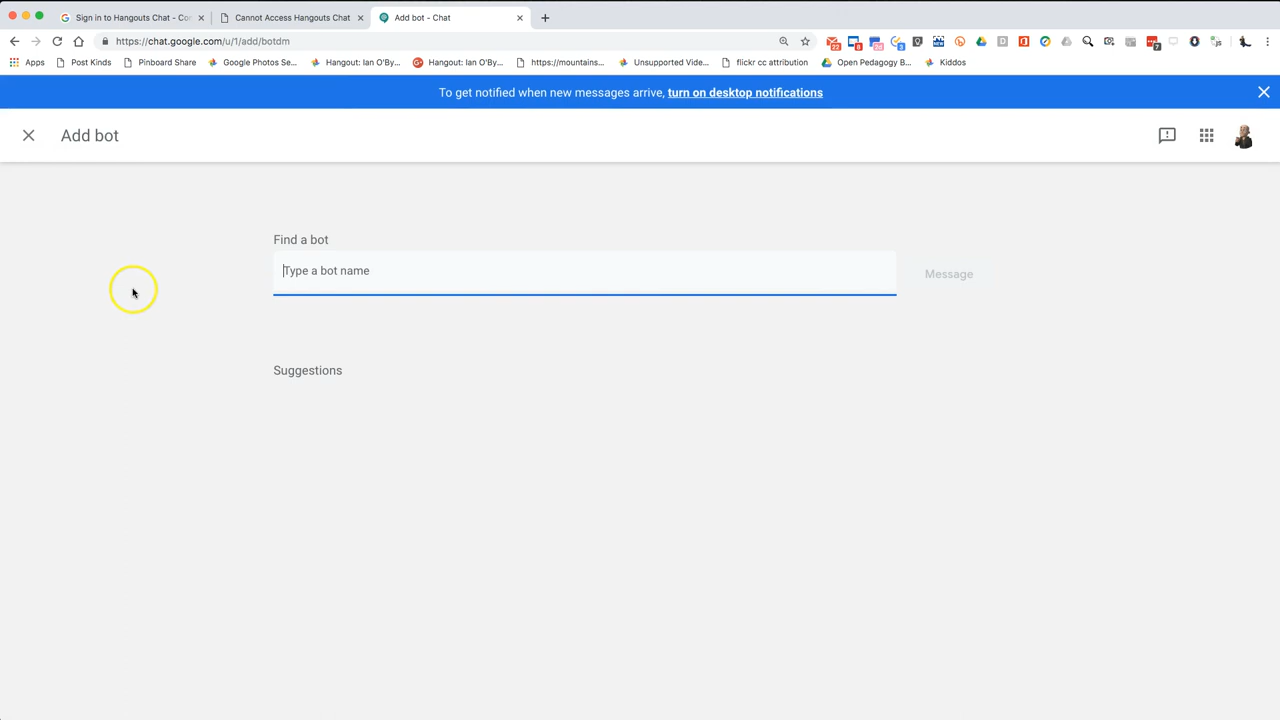 Sign in to Hangouts Chat - Co
Cannot Access Hangouts Chat
Add bot - Chat
https://chat.google.com/u/1/add/botdm
Apps
Post Kinds
Pinboard Share
Google Photos Se...
Hangout: Ian O'By...
Hangout: Ian O'By...
https://mountains...
Unsupported Vide...
flickr cc attribution
Open Pedagogy B...
Kiddos
To get notified when new messages arrive, turn on desktop notifications
Add bot
Find a bot
Type a bot name
Message
Suggestions